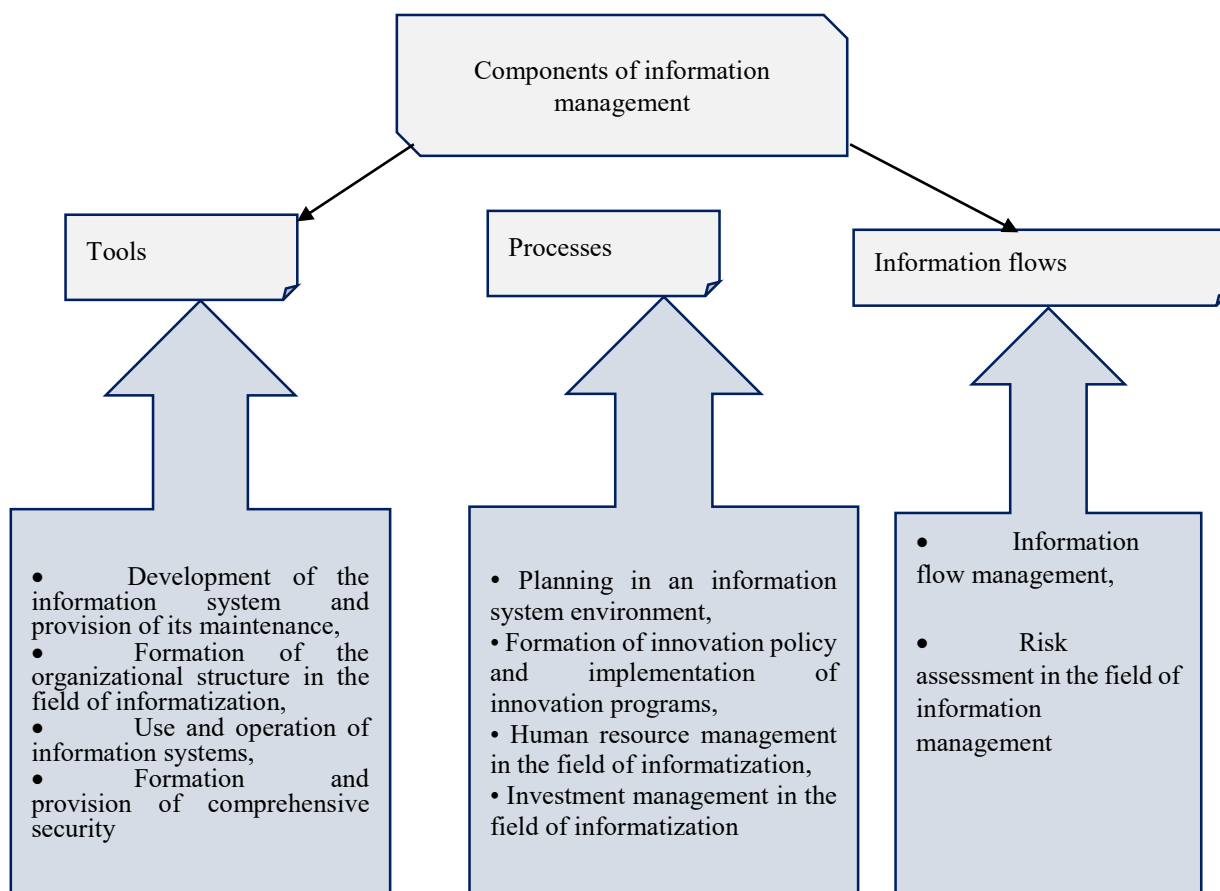 Components of information
management
Tools
Processes
Information flows
• Development of the
information system and
provision of its maintenance,
• Formation of the
organizational structure in the
field of informatization,
• Use and operation of
information systems,
• Formation and
provision of comprehensive
security
• Planning in an information
system environment,
• Formation of innovation policy
and implementation of
innovation programs,
• Human resource management
in the field of informatization,
• Investment management in the
field of informatization
• Information
flow management,
• Risk
assessment in the field of
information
management